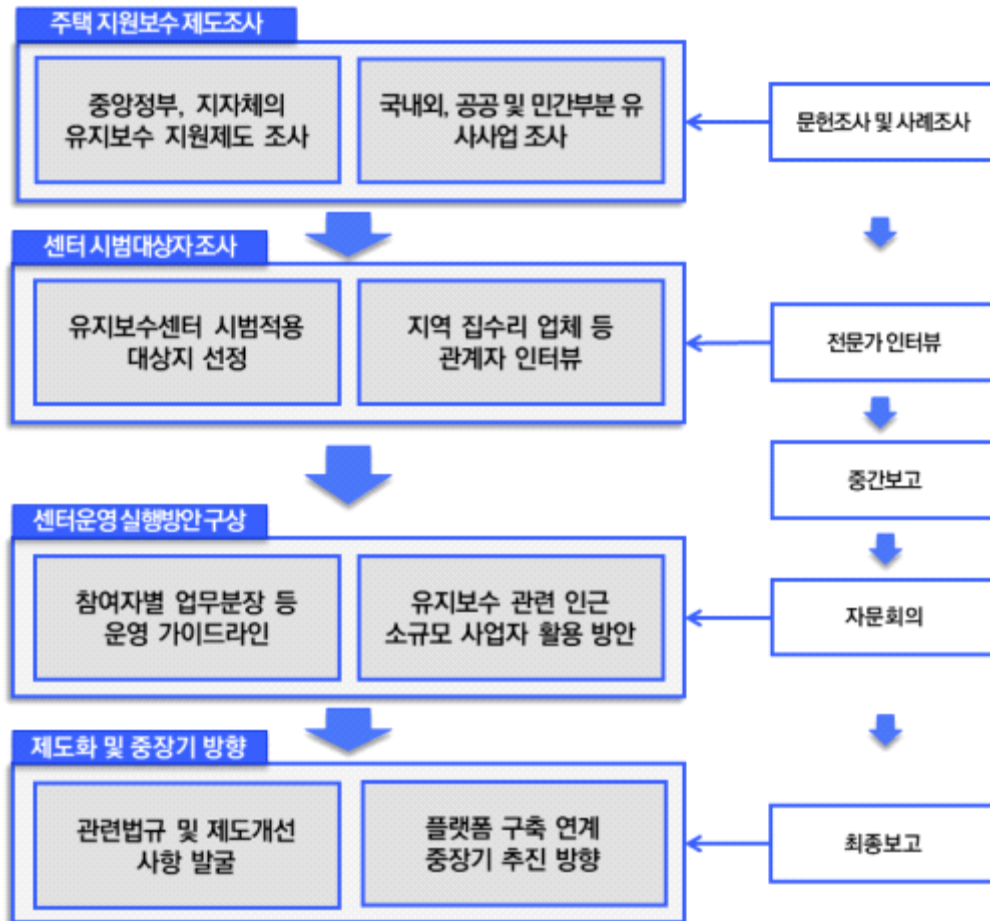 주택 지원보수 제도조사
중앙정부, 지자체의
유지보수 지원제도 조사
국내외, 공공 및 민간부분 유
사사업 조사
문헌조사 및 사례조사
센터 시범대상자 조사
유지보수센터 시범적용
대상지 선정
지역 집수리 업체 등
관계자 인터뷰
전문가 인터뷰
중간보고
센터운영 실행방안 구상
참여자별 업무분장 등
운영 가이드라인
유지보수 관련 인근
소규모 사업자 활용 방안
자문회의
제도화 및 중장기 방향
관련법규 및 제도개선
사항 발굴
플랫폼 구축 연계
중장기 추진 방향
최종보고